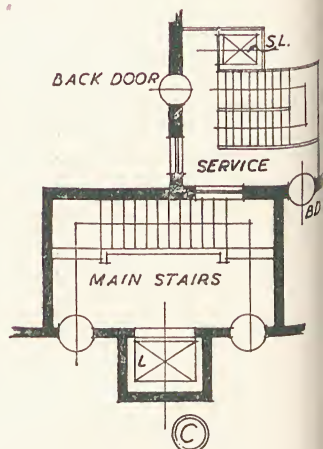 S.L.
BACK DOOR
SERVICE
BD
MAIN STAIRS
L
C